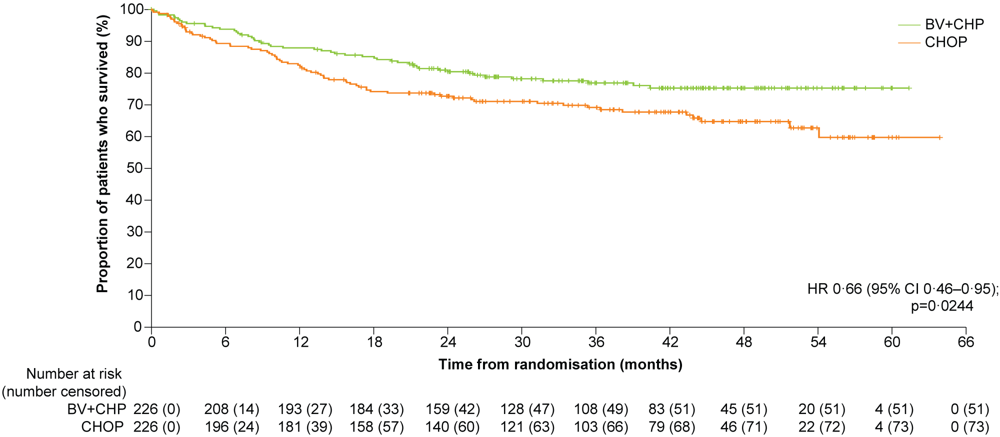 100
90
80
70
60
50
40
30
20
10
0
Proportion of patients who survived (%)
BV+CHP
CHOP
HR 0·66 (95% CI 0·46–0·95);
p=0·0244
0 6 12 18 24 30 36 42 48 54 60 66
Time from randomisation (months)
Number at risk
(number censored)
BV+CHP 226 (0) 208 (14) 193 (27) 184 (33) 159 (42) 128 (47) 108 (49) 83 (51) 45 (51) 20 (51) 4 (51) 0 (51)
CHOP 226 (0) 196 (24) 181 (39) 158 (57) 140 (60) 121 (63) 103 (66) 79 (68) 46 (71) 22 (72) 4 (73) 0 (73)